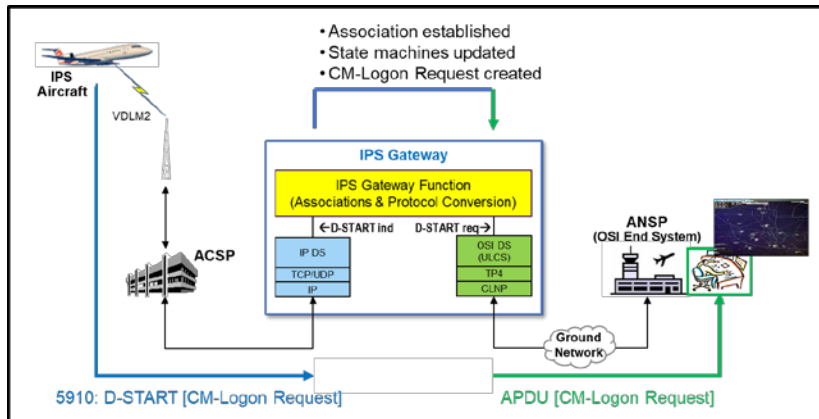 • Association established
• State machines updated
• CM-Logon Request created
IPS
Aircraft
VDLM2
IPS Gateway
IPS Gateway Function
(Associations & Protocol Conversion)
←D-START ind
D-START req→
ACSP
IP DS
TCP/UDP
IP
OSI DS
(ULCS)
TP4
CLNP
ANSP
(OSI End System)
Ground
Network
5910: D-START [CM-Logon Request]
APDU [CM-Logon Request]